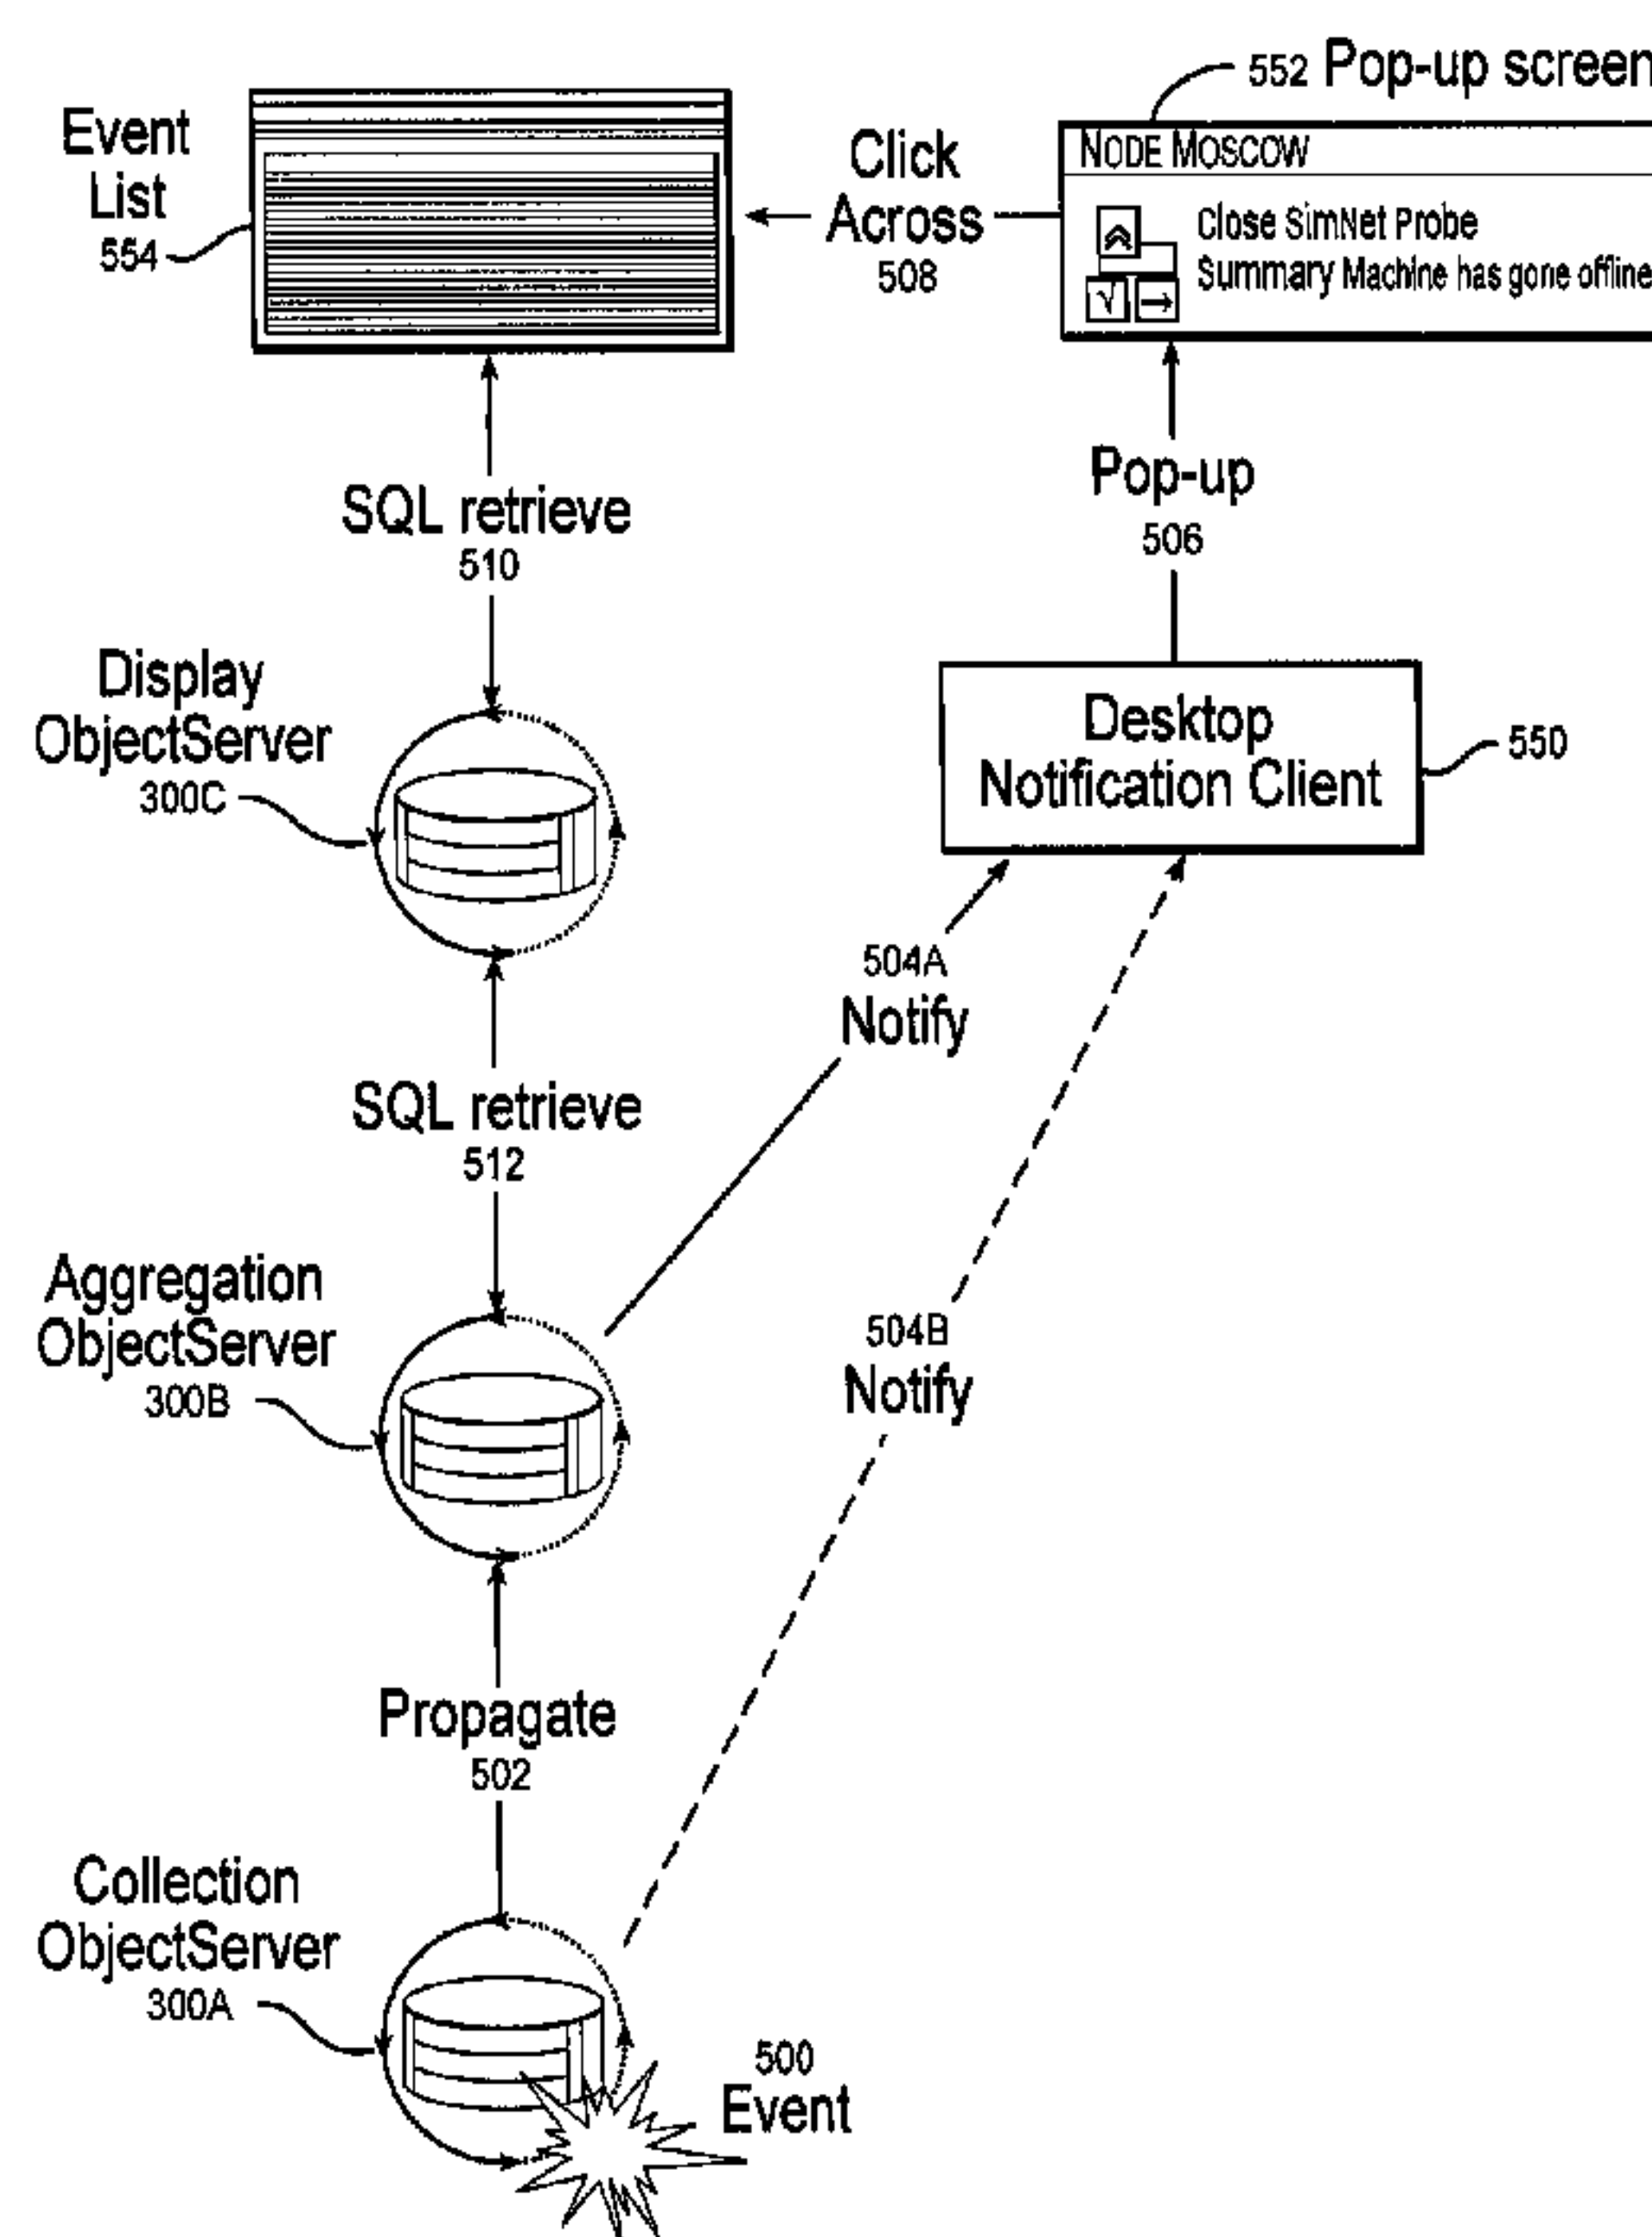 552 Pop-up screen
Event
List
554
Click
Across
508
NODE MOSCOW
Close SimNet Probe
Summary Machine has gone offline
SQL retrieve
510
Pop-up
506
Display
ObjectServer
300C
Desktop
Notification Client
550
504A
Notify
SQL retrieve
512
Aggregation
ObjectServer
300B
504B
Notify
Propagate
502
Collection
ObjectServer
300A
500
Event